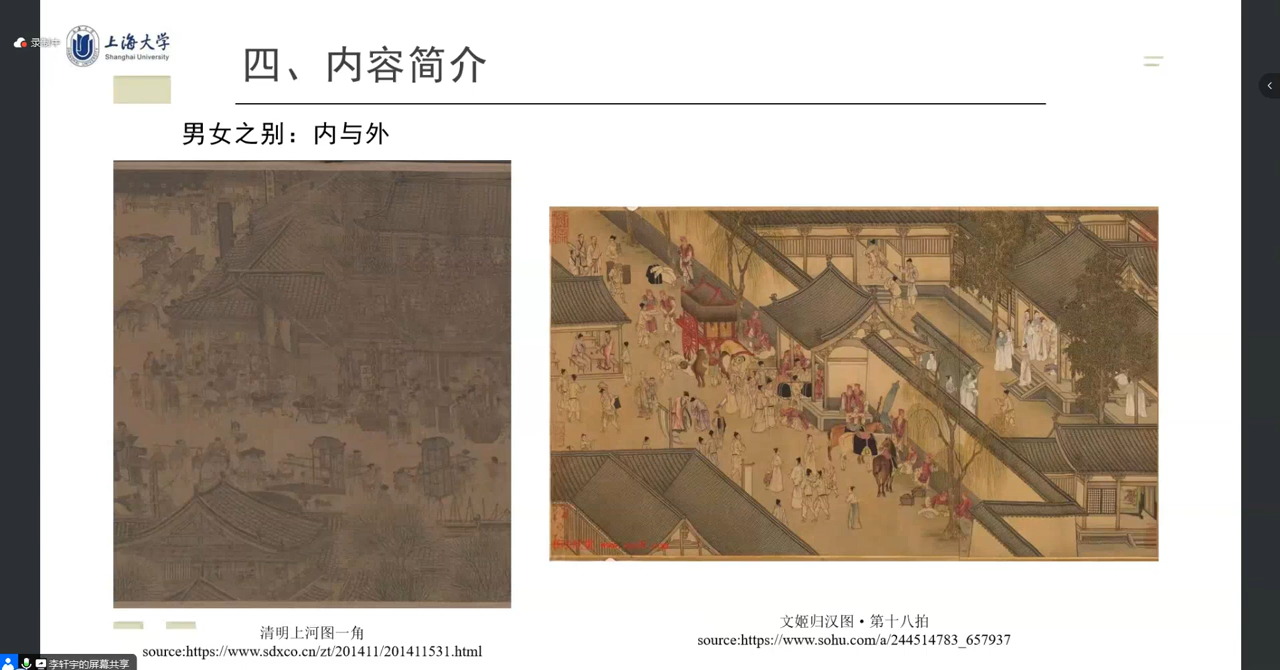 录制中
上海大学
Shanghai University
四、内容简介
男女之别：内与外
清明上河图一角
source:https://www.sdxco.cn/zt/201411/201411531.html
文姬归汉图·第十八拍
source:https://www.sohu.com/a/244514783_657937
李轩宇的屏幕共享